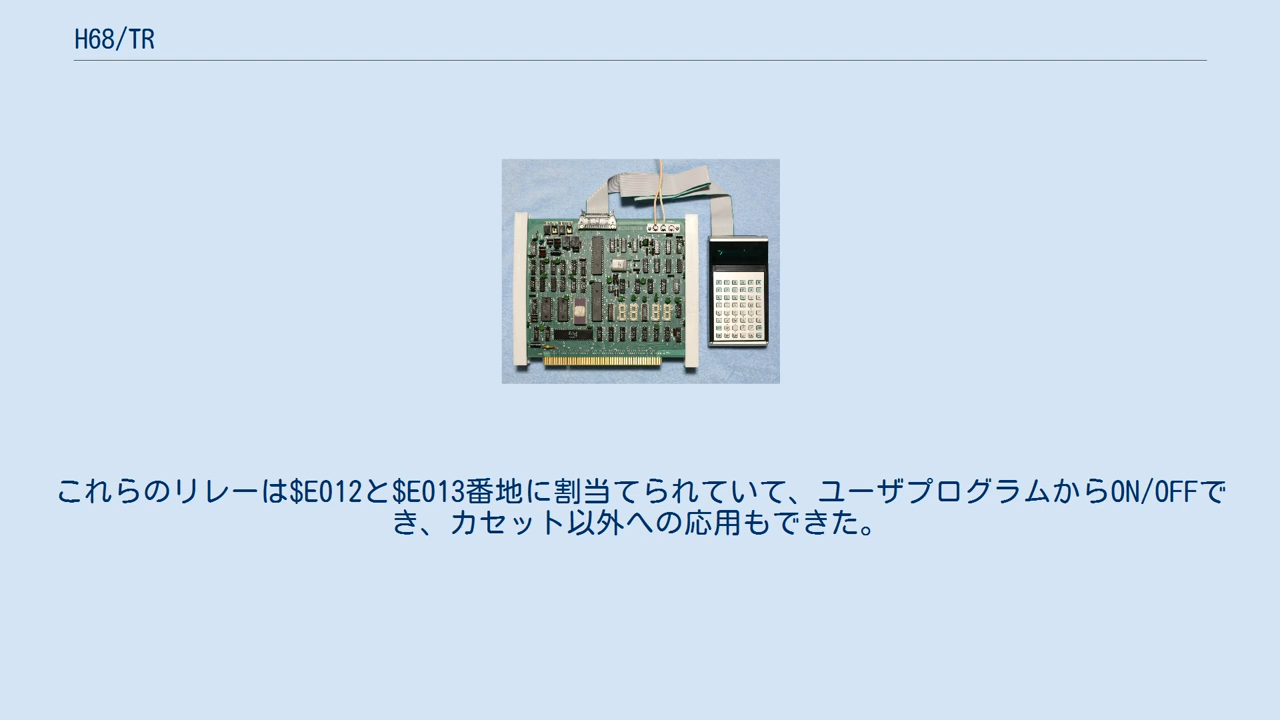 H68/TR
これらのリレーは$E012と$E013番地に割当てられていて、ユーザプログラムからON/OFFで
き、カセット以外への応用もできた。